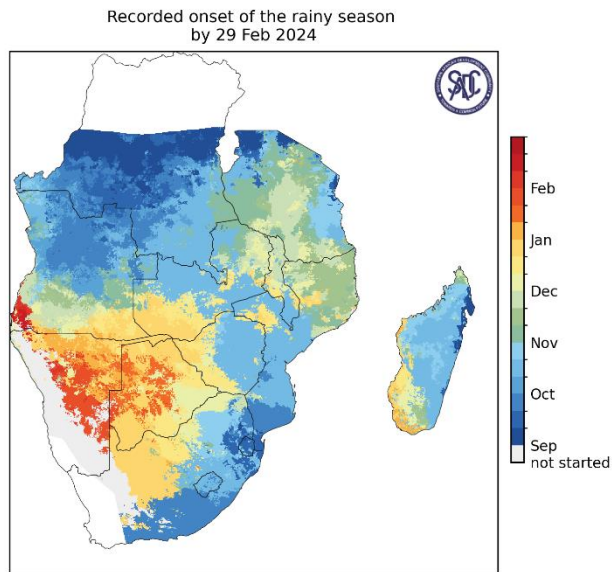 Recorded onset of the rainy season
by 29 Feb 2024
SADC
Feb
Jan
Dec
Nov
Oct
Sep
not started